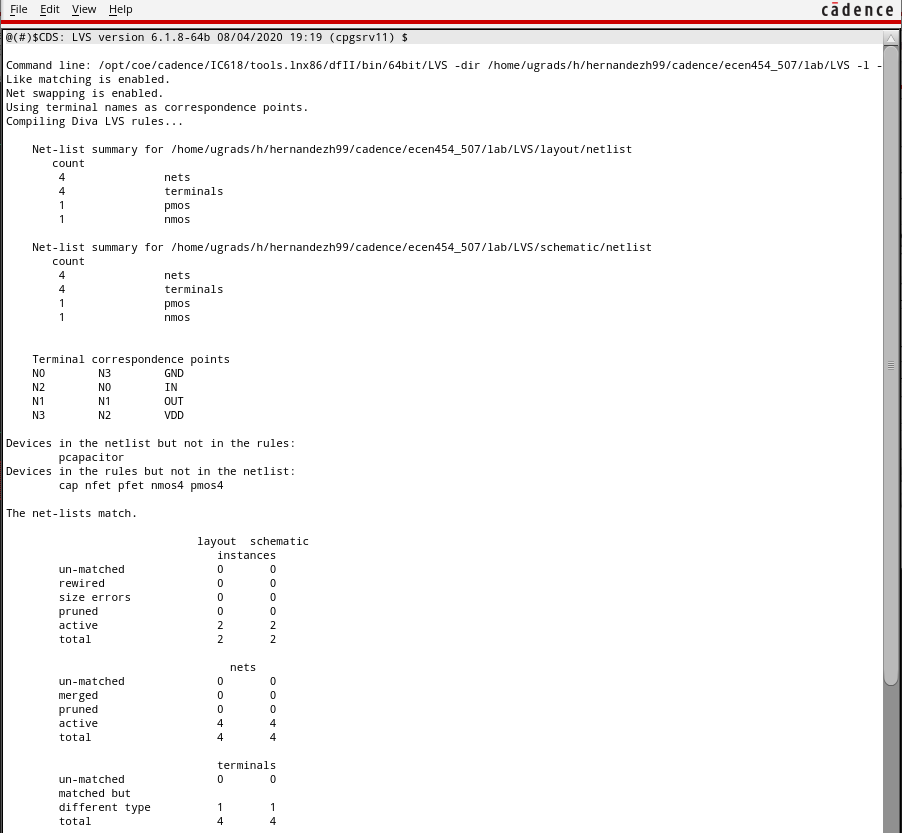 File Edit View Help cādence
@(#)$CDS: LVS version 6.1.8-64b 08/04/2020 19:19 (cpgsrv11) $
Command line: /opt/coe/cadence/IC618/tools.lnx86/dfII/bin/64bit/LVS -dir /home/ugrads/h/hernandezh99/cadence/ecen454_507/lab/LVS -l -
Like matching is enabled.
Net swapping is enabled.
Using terminal names as correspondence points.
Compiling Diva LVS rules...
Net-list summary for /home/ugrads/h/hernandezh99/cadence/ecen454_507/lab/LVS/layout/netlist
count
4 nets
4 terminals
1 pmos
1 nmos
Net-list summary for /home/ugrads/h/hernandezh99/cadence/ecen454_507/lab/LVS/schematic/netlist
count
4 nets
4 terminals
1 pmos
1 nmos
Terminal correspondence points
N0 N3 GND
N2 N0 IN
N1 N1 OUT
N3 N2 VDD
Devices in the netlist but not in the rules:
pcapacitor
Devices in the rules but not in the netlist:
cap nfet pfet nmos4 pmos4
The net-lists match.
layout schematic
instances
un-matched 0 0
rewired 0 0
size errors 0 0
pruned 0 0
active 2 2
total 2 2
nets
un-matched 0 0
merged 0 0
pruned 0 0
active 4 4
total 4 4
terminals
un-matched 0 0
matched but
different type 1 1
total 4 4